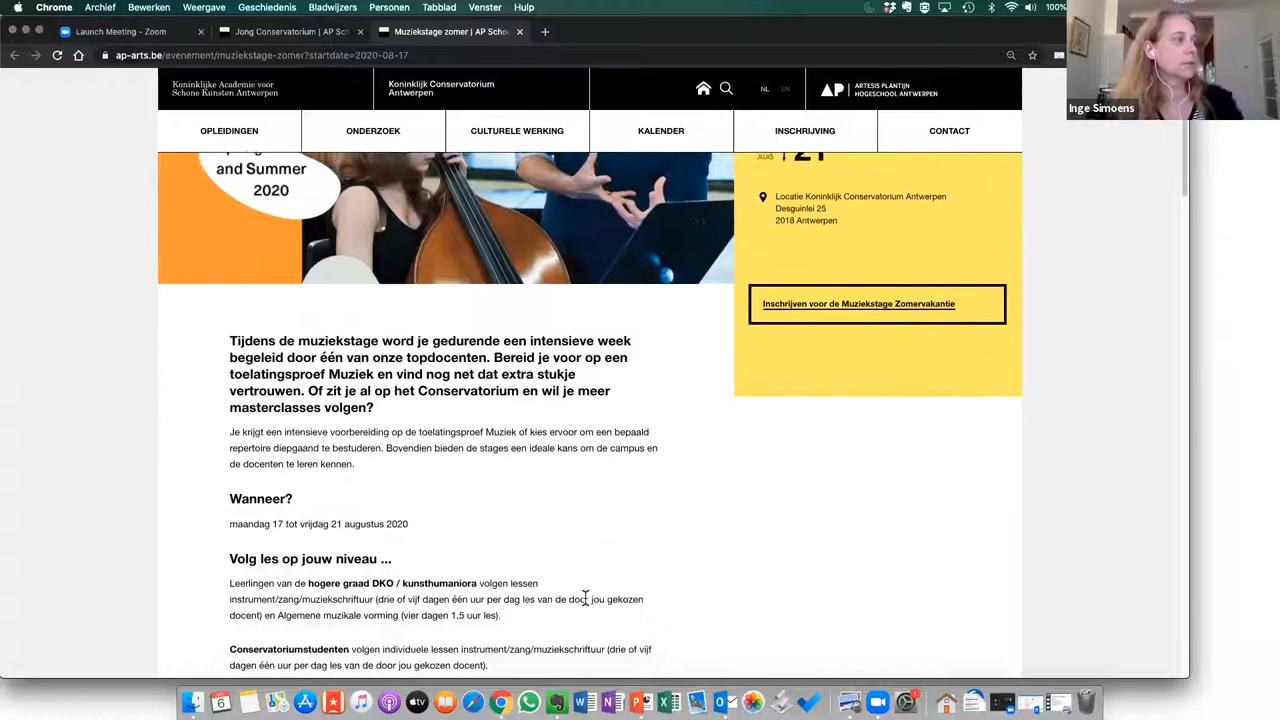 Chrome Archief Bewerken Weergave Geschiedenis Bladwijzers Personen Tabblad Venster Help 100%
Launch Meeting - Zoom × Jong Conservatorium | AP Sc × Muziekstage zomer | AP Scho × +
ap-arts.be/evenement/muziekstage-zomer?startdate=2020-08-17
Inge Simoens
Koninklijke Academie voor
Schone Kunsten Antwerpen
Koninklijk Conservatorium
Antwerpen
NL EN
AP ARTESIS PLANTIJN
HOGESCHOOL ANTWERPEN
OPLEIDINGEN ONDERZOEK CULTURELE WERKING KALENDER INSCHRIJVING CONTACT
and Summer
2020
AUG 21
Locatie Koninklijk Conservatorium Antwerpen
Desguinlei 25
2018 Antwerpen
Inschrijven voor de Muziekstage Zomervakantie
Tijdens de muziekstage word je gedurende een intensieve week
begeleid door één van onze topdocenten. Bereid je voor op een
toelatingsproef Muziek en vind nog net dat extra stukje
vertrouwen. Of zit je al op het Conservatorium en wil je meer
masterclasses volgen?
Je krijgt een intensieve voorbereiding op de toelatingsproef Muziek of kies ervoor om een bepaald
repertoire diepgaand te bestuderen. Bovendien bieden de stages een ideale kans om de campus en
de docenten te leren kennen.
Wanneer?
maandag 17 tot vrijdag 21 augustus 2020
Volg les op jouw niveau ...
Leerlingen van de hogere graad DKO / kunsthumaniora volgen lessen
instrument/zang/muziekschriftuur (drie of vijf dagen één uur per dag les van de door jou gekozen
docent) en Algemene muzikale vorming (vier dagen 1,5 uur les).
Conservatoriumstudenten volgen individuele lessen instrument/zang/muziekschriftuur (drie of vijf
dagen één uur per dag les van de door jou gekozen docent).
6
tv